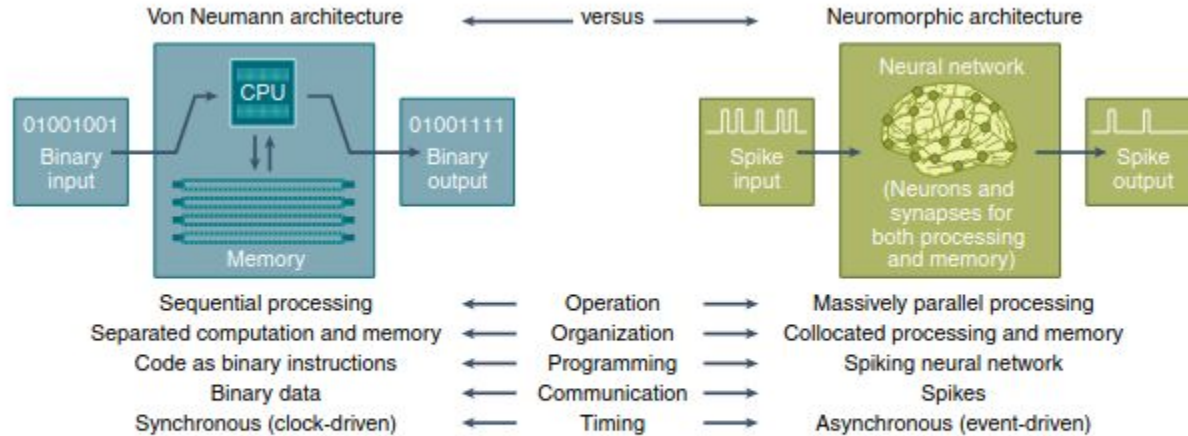 Von Neumann architecture versus Neuromorphic architecture
CPU
01001001
Binary
input
01001111
Binary
output
Memory
Neural network
Spike
input
(Neurons and
synapses for
both processing
and memory)
Spike
output
Sequential processing Operation Massively parallel processing
Separated computation and memory Organization Collocated processing and memory
Code as binary instructions Programming Spiking neural network
Binary data Communication Spikes
Synchronous (clock-driven) Timing Asynchronous (event-driven)